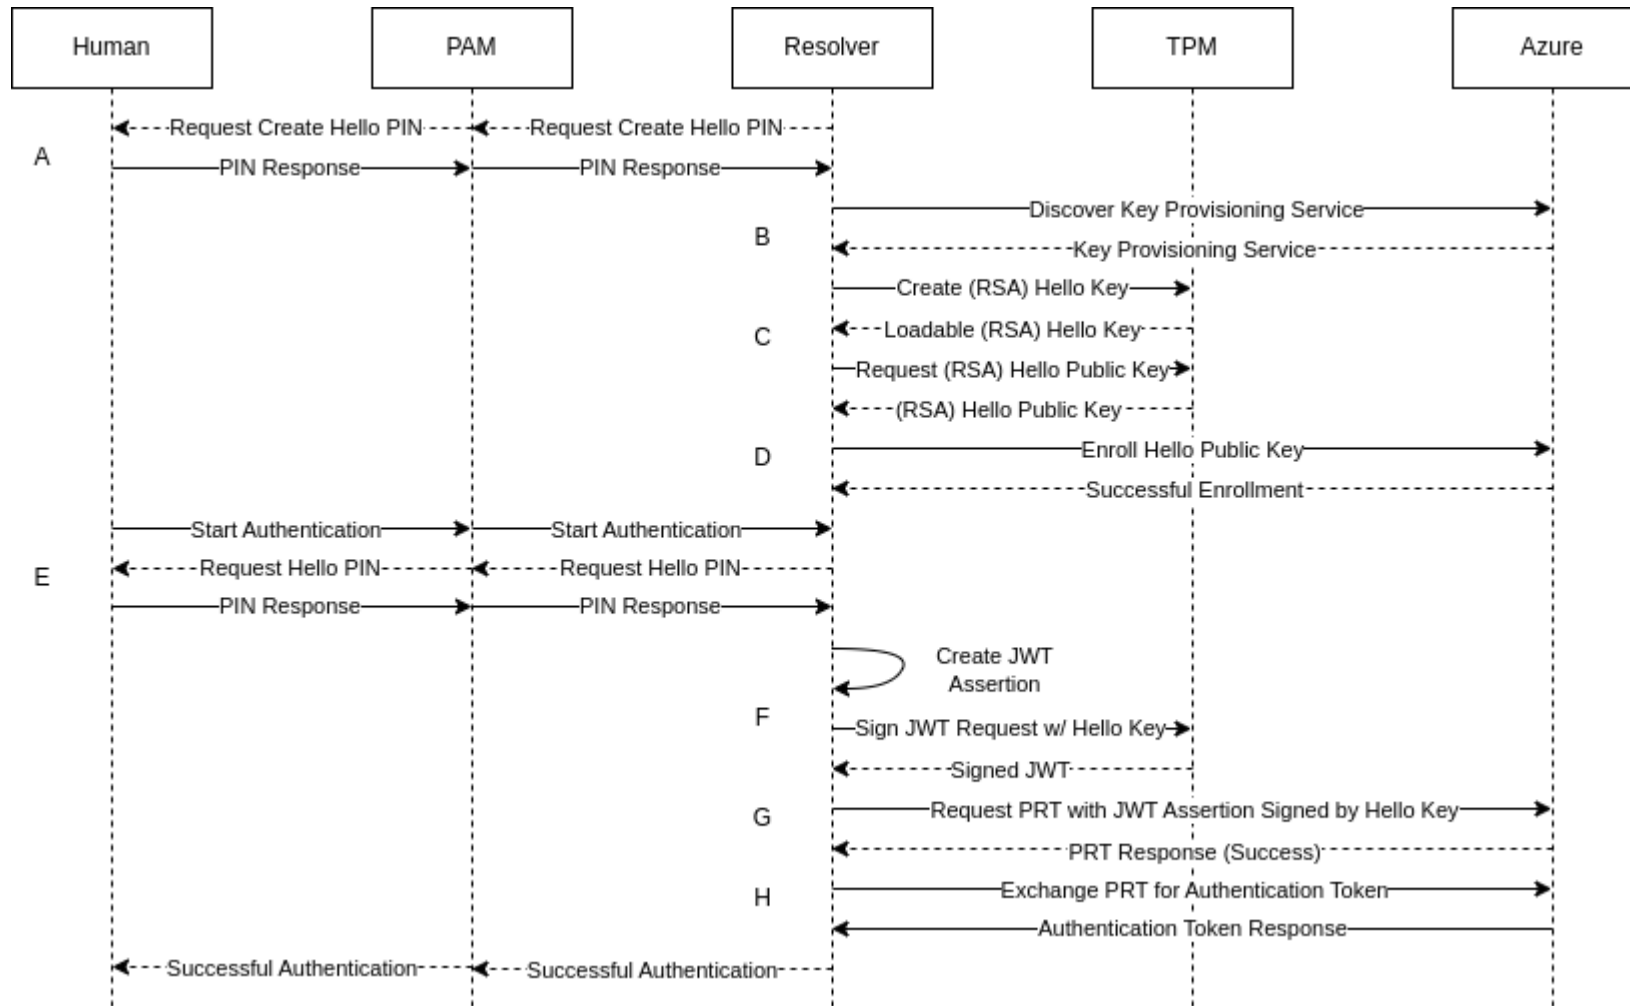 Human
PAM
Resolver
TPM
Azure
Request Create Hello PIN
Request Create Hello PIN
A
PIN Response
PIN Response
Discover Key Provisioning Service
B
Key Provisioning Service
Create (RSA) Hello Key
Loadable (RSA) Hello Key
C
Request (RSA) Hello Public Key
(RSA) Hello Public Key
Enroll Hello Public Key
D
Successful Enrollment
Start Authentication
Start Authentication
Request Hello PIN
Request Hello PIN
E
PIN Response
PIN Response
Create JWT
Assertion
F
Sign JWT Request w/ Hello Key
Signed JWT
Request PRT with JWT Assertion Signed by Hello Key
G
PRT Response (Success)
Exchange PRT for Authentication Token
H
Authentication Token Response
Successful Authentication
Successful Authentication